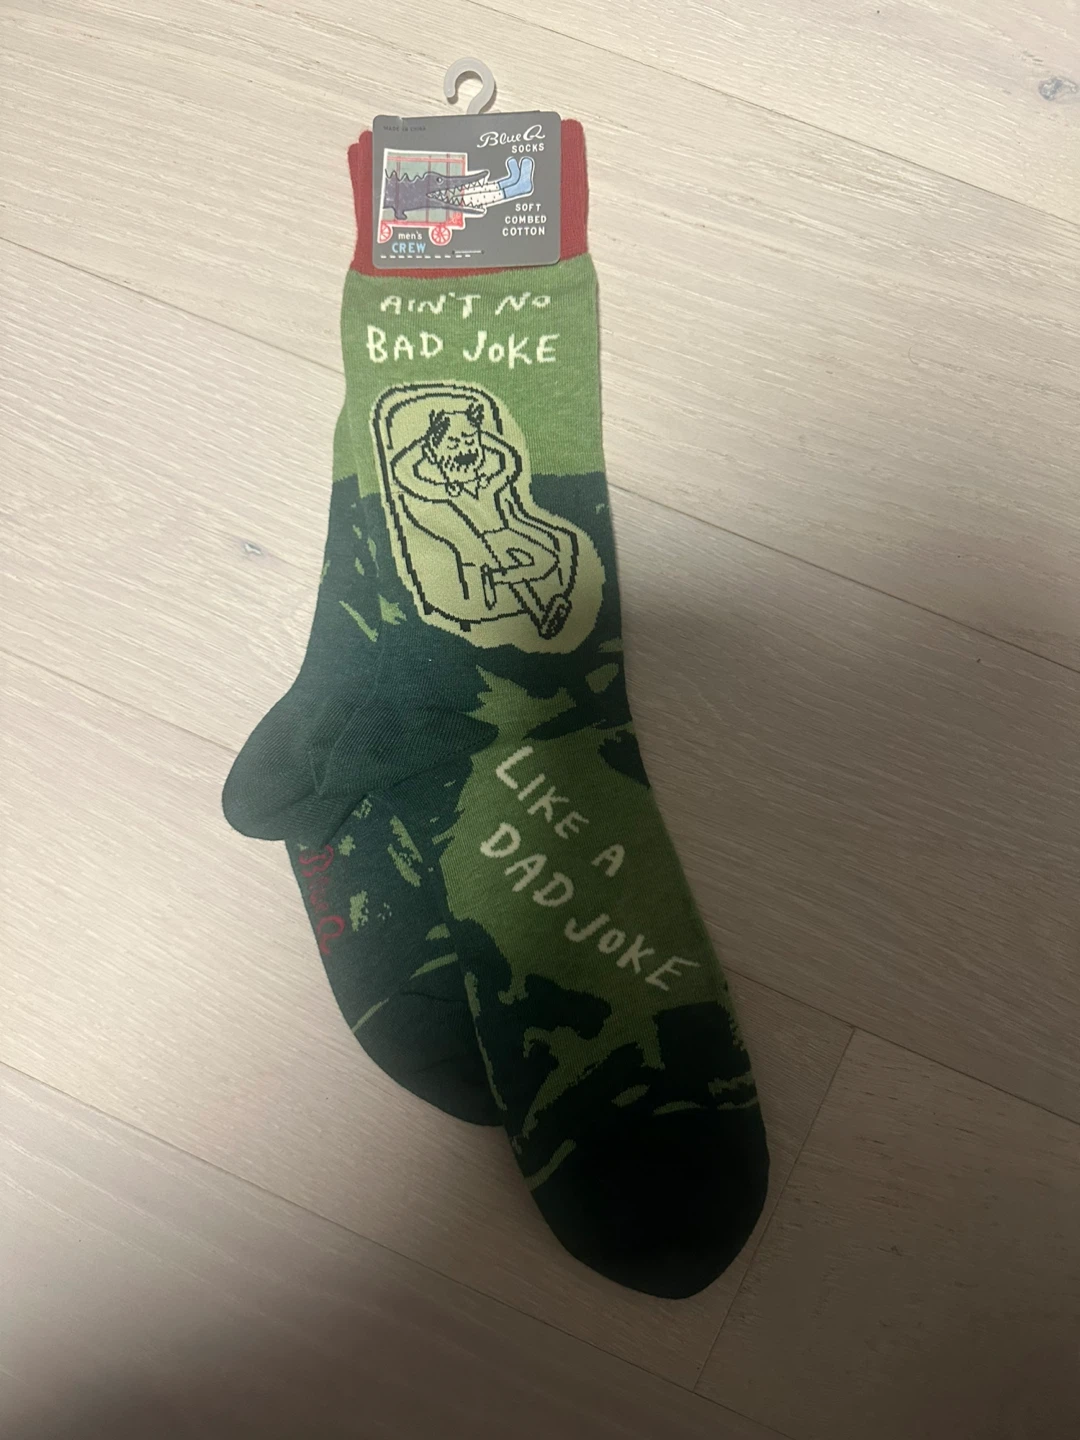 Blue Q
SOCKS
SOFT
COMBED
COTTON
men's
CREW
AIN'T NO
BAD JOKE
LIKE A
DAD JOKE
Blue Q